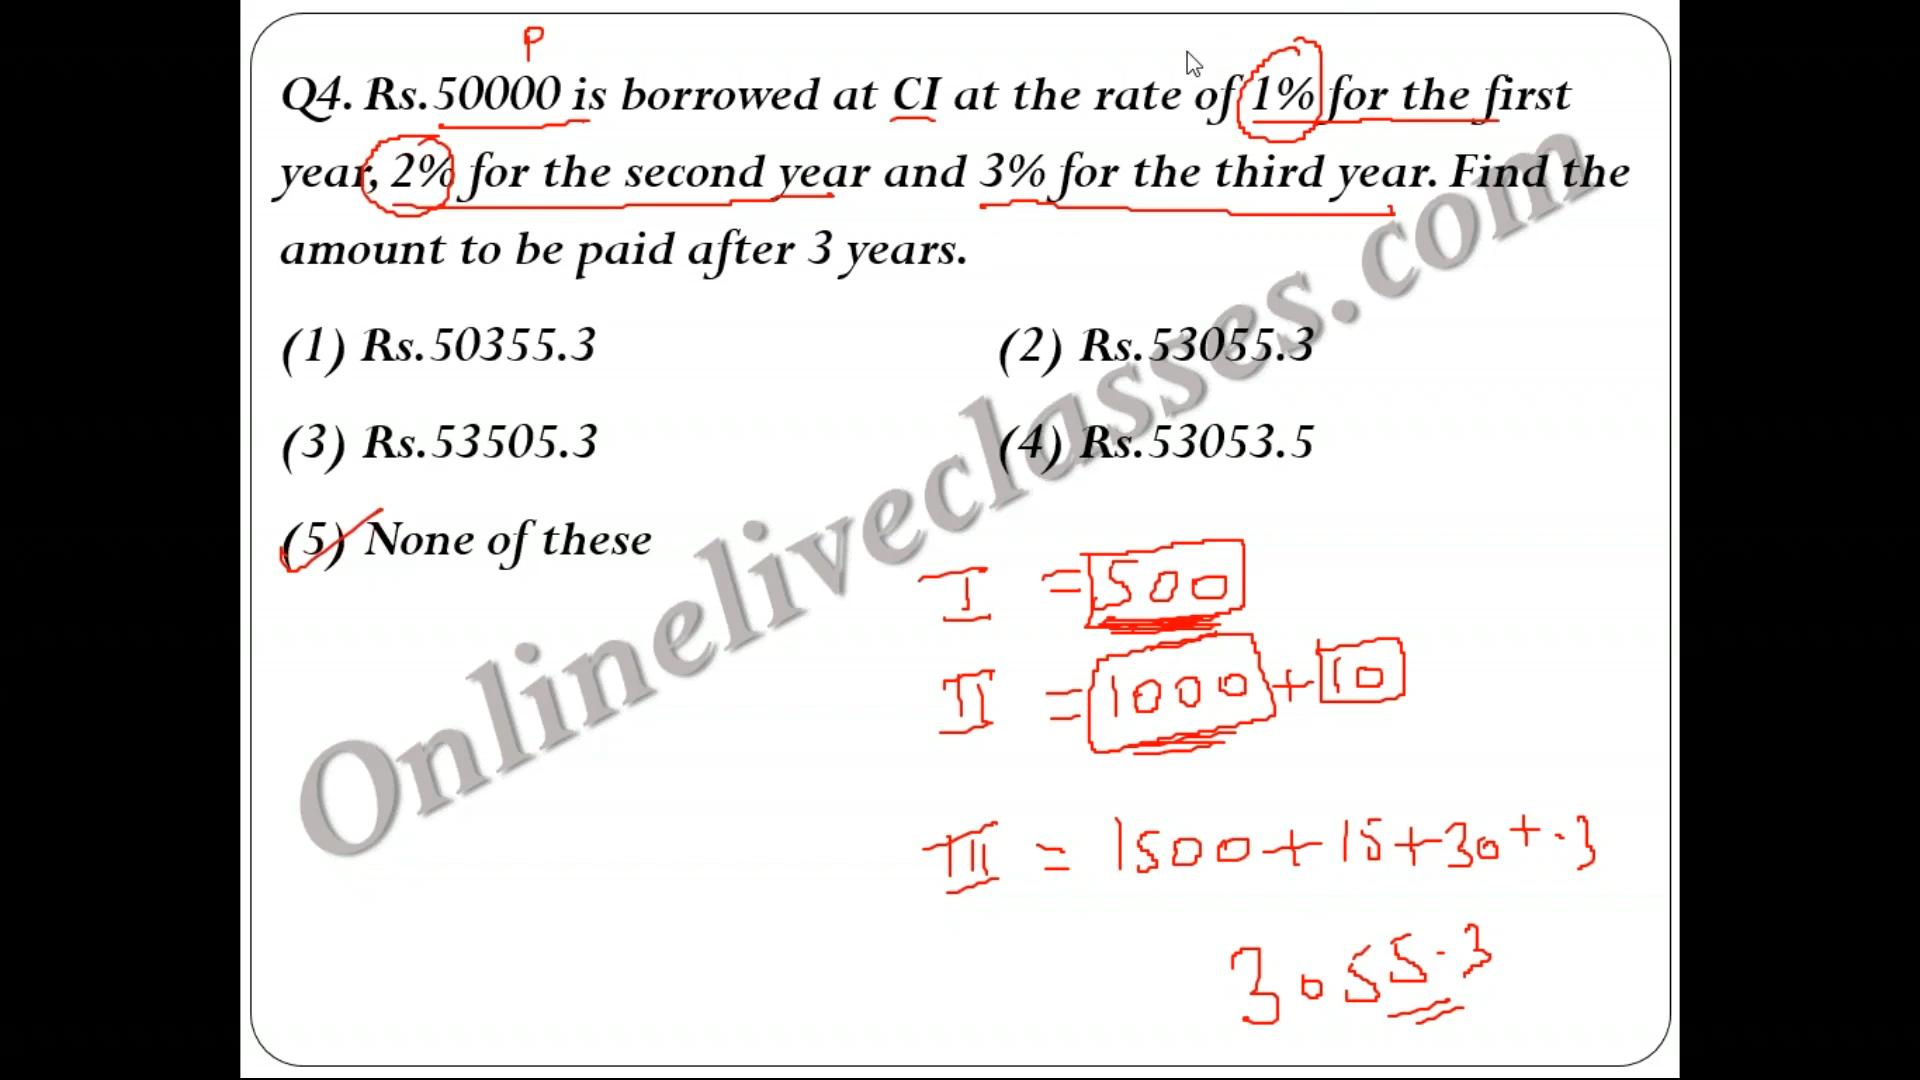 P
Q4. Rs.50000 is borrowed at CI at the rate of 1% for the first
year, 2% for the second year and 3% for the third year. Find the
amount to be paid after 3 years.
(1) Rs.50355.3
(2) Rs.53055.3
(3) Rs.53505.3
(4) Rs.53053.5
(5) None of these
I = 500
II = 1000 + 10
III = 1500 + 15 + 30 + .3
3055.3
Onlineliveclasses.com